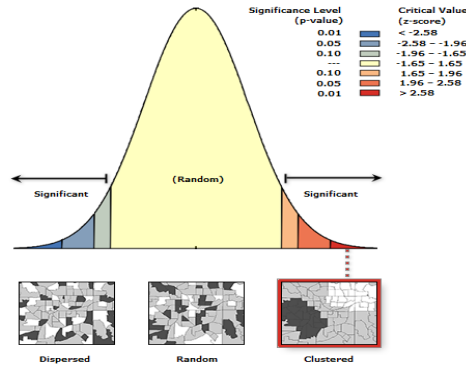 Significance Level Critical Value
(p-value) (z-score)
0.01 < -2.58
0.05 -2.58 – -1.96
0.10 -1.96 – -1.65
--- -1.65 – 1.65
0.10 1.65 – 1.96
0.05 1.96 – 2.58
0.01 > 2.58
Significant (Random) Significant
Dispersed Random Clustered